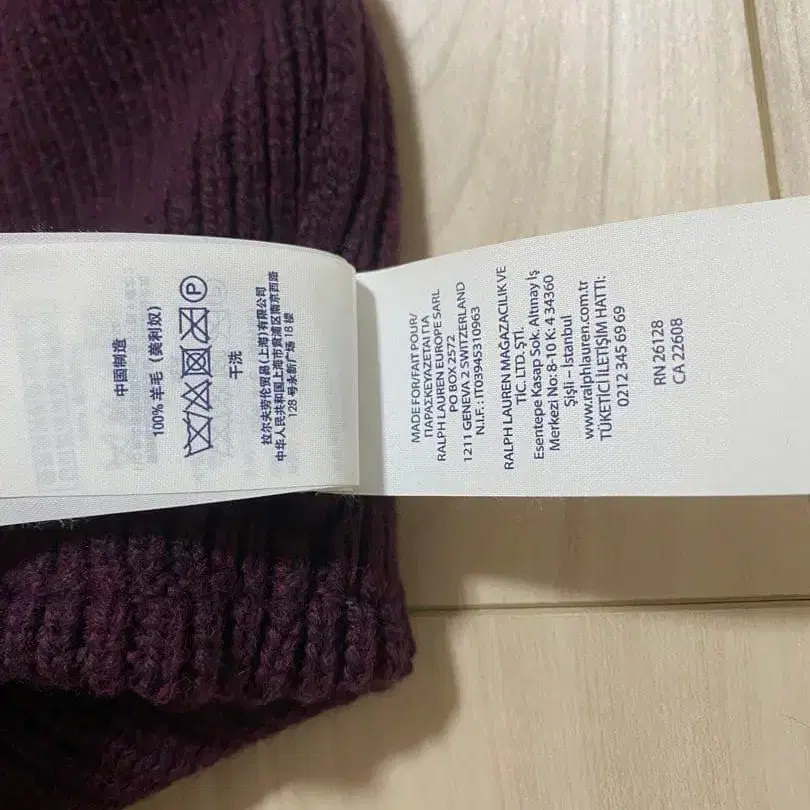 中国制造
100% 羊毛（美利奴）
P
干洗
拉尔夫劳伦贸易(上海)有限公司
中华人民共和国上海市黄浦区南京西路
128 号永新广场 18 楼
MADE FOR/FAIT POUR/
ΠΑΡΑΣΚΕΥΑΖΕΤΑΙ ΓΙΑ
RALPH LAUREN EUROPE SARL
PO BOX 2572
1211 GENEVA 2 SWITZERLAND
N.I.F. : IT03945310963
RALPH LAUREN MAĞAZACILIK VE
TİC. LTD.ŞTİ.
Esentepe Kasap Sok. Altınay İş
Merkezi No: 8-10 K: 4 34360
Şişli – İstanbul
www.ralphlauren.com.tr
TÜKETİCİ İLETİŞİM HATTI:
0212 345 69 69
RN 26128
CA 22608